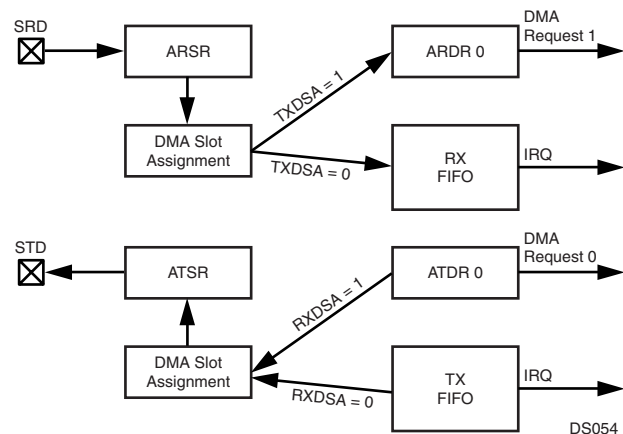 SRD
ARSR
TXDSA = 1
ARDR 0
DMA
Request 1
DMA Slot
Assignment
TXDSA = 0
RX
FIFO
IRQ
STD
ATSR
RXDSA = 1
ATDR 0
DMA
Request 0
DMA Slot
Assignment
RXDSA = 0
TX
FIFO
IRQ
DS054